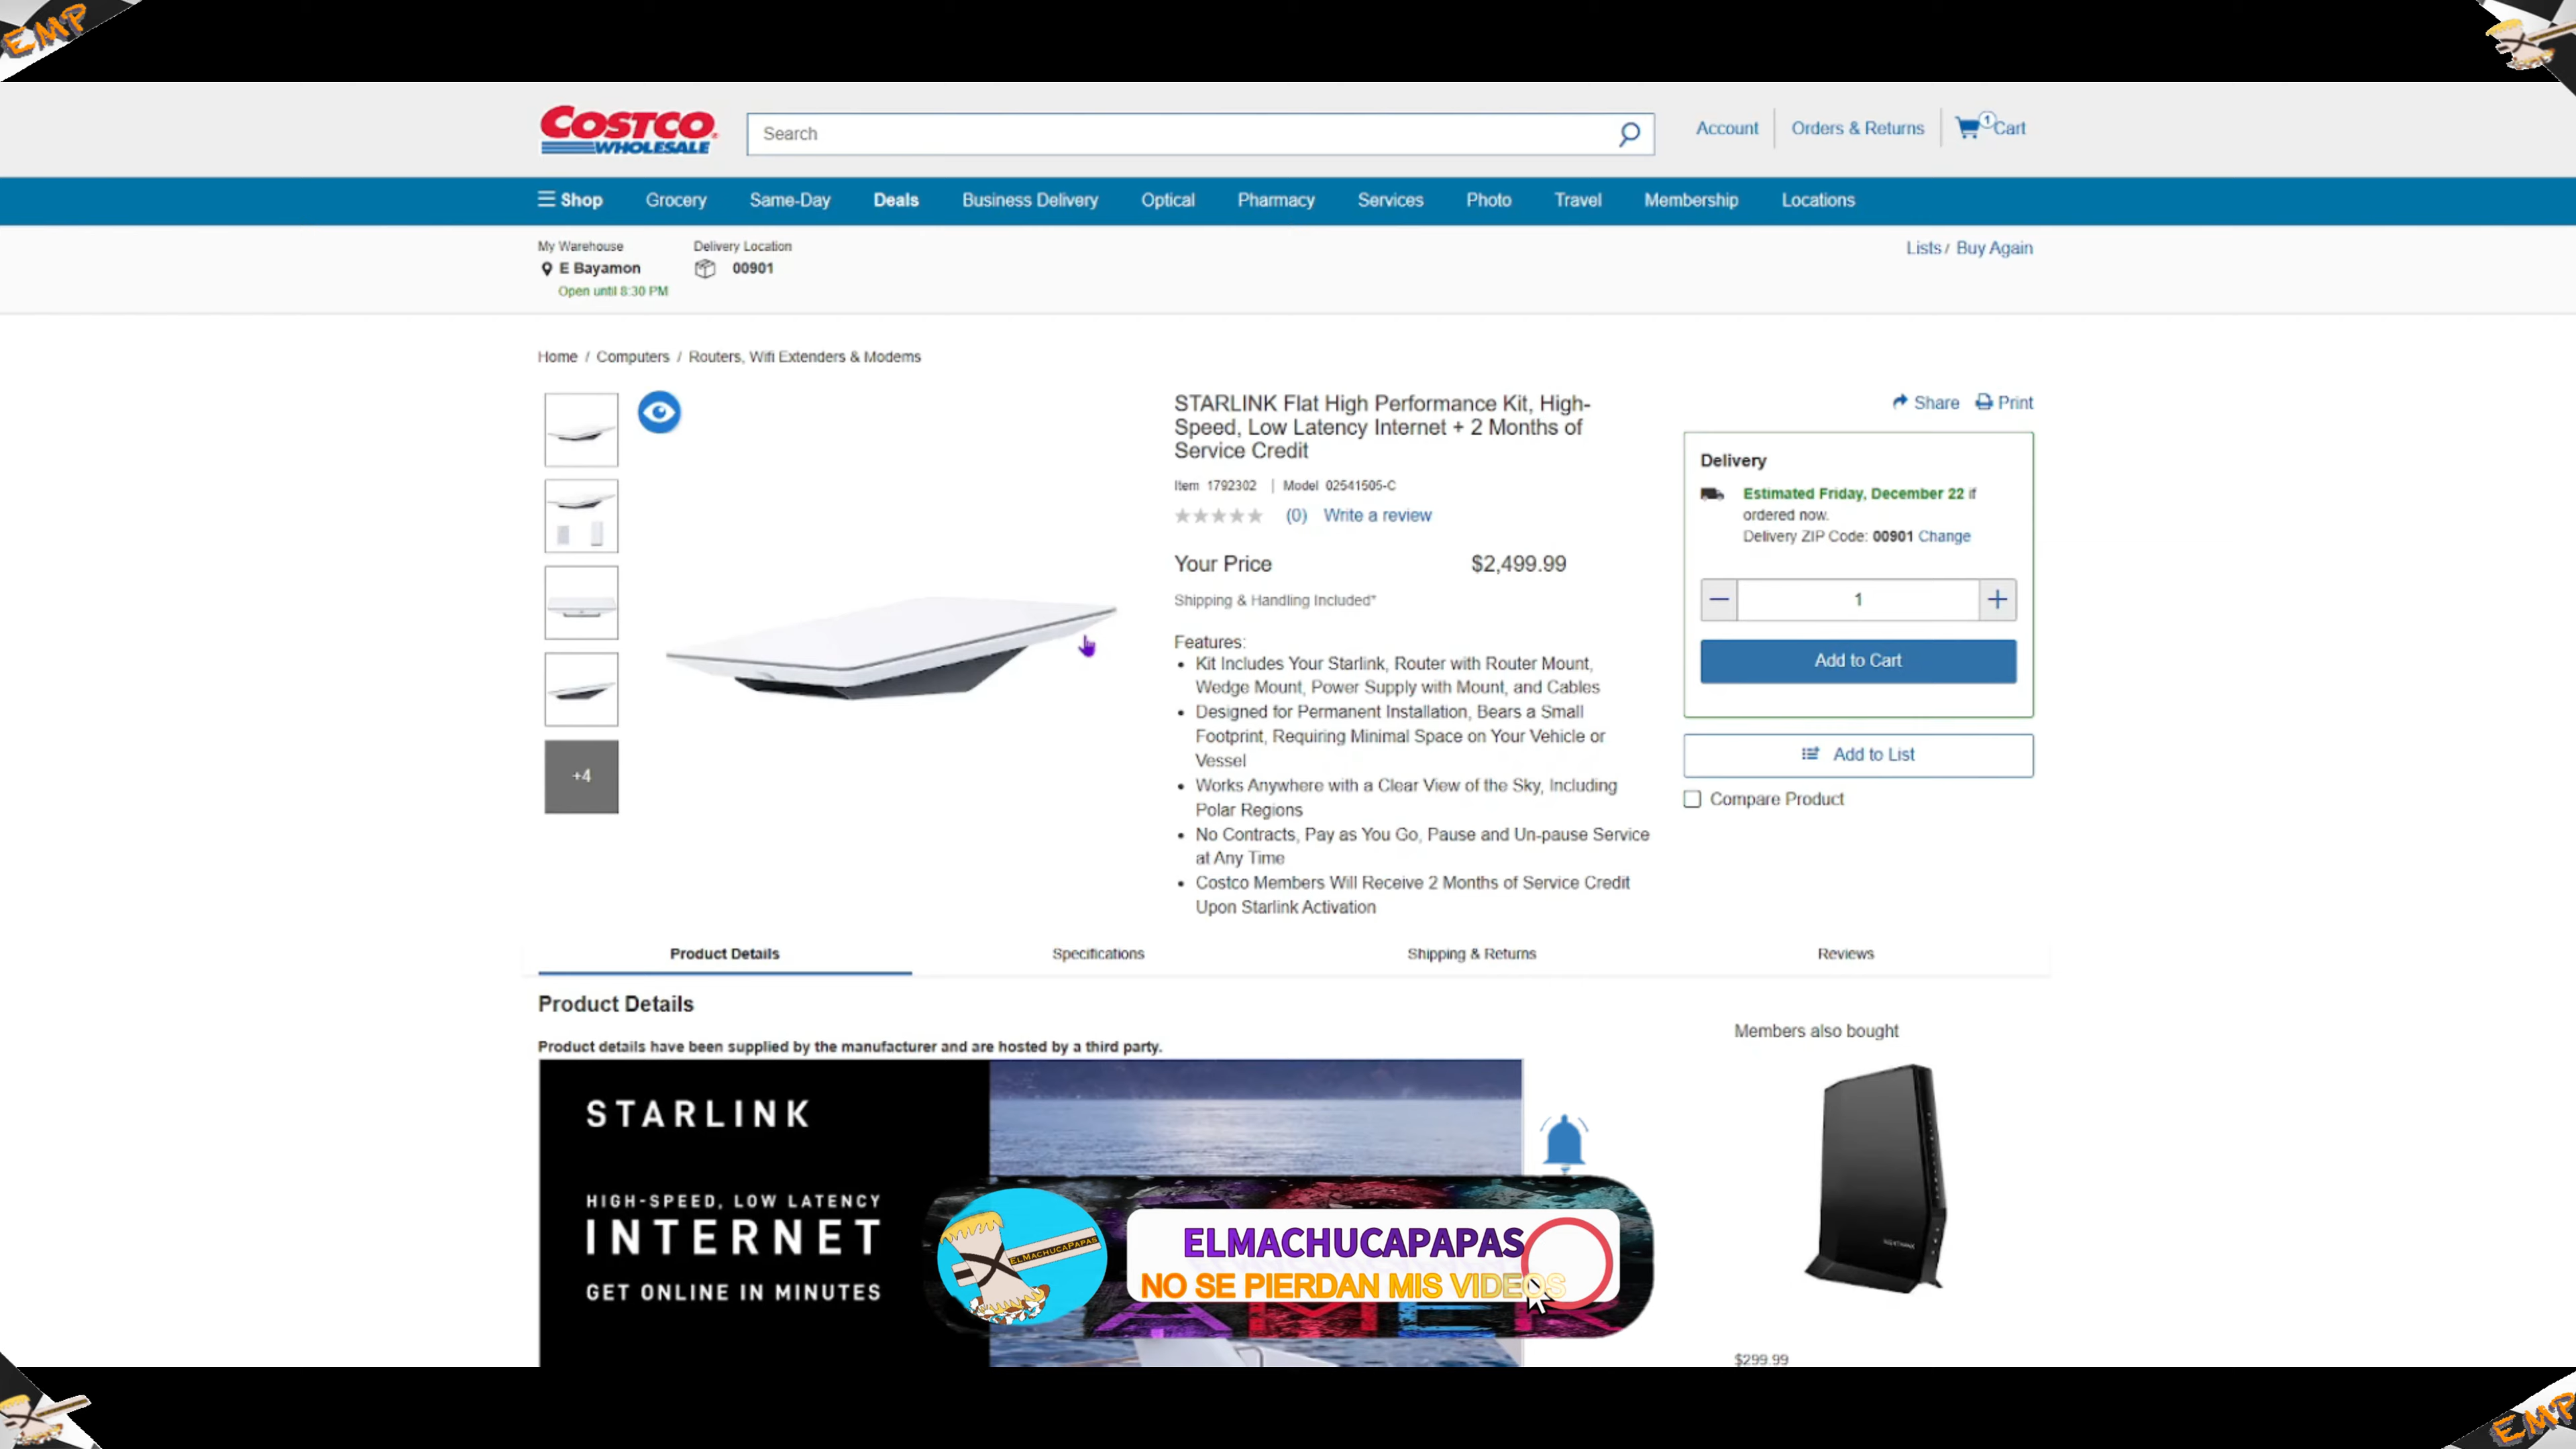 EMP
COSTCO
WHOLESALE
Search
Account
Orders & Returns
1
Cart
Shop
Grocery
Same-Day
Deals
Business Delivery
Optical
Pharmacy
Services
Photo
Travel
Membership
Locations
My Warehouse
E Bayamon
Open until 8:30 PM
Delivery Location
00901
Lists / Buy Again
Home / Computers / Routers, Wifi Extenders & Modems
+4
STARLINK Flat High Performance Kit, High-
Speed, Low Latency Internet + 2 Months of
Service Credit
Item 1792302 | Model 02541505-C
(0) Write a review
Your Price $2,499.99
Shipping & Handling Included*
Features:
• Kit Includes Your Starlink, Router with Router Mount,
Wedge Mount, Power Supply with Mount, and Cables
• Designed for Permanent Installation, Bears a Small
Footprint, Requiring Minimal Space on Your Vehicle or
Vessel
• Works Anywhere with a Clear View of the Sky, Including
Polar Regions
• No Contracts, Pay as You Go, Pause and Un-pause Service
at Any Time
• Costco Members Will Receive 2 Months of Service Credit
Upon Starlink Activation
Share
Print
Delivery
Estimated Friday, December 22 if
ordered now.
Delivery ZIP Code: 00901 Change
1
Add to Cart
Add to List
Compare Product
Product Details
Specifications
Shipping & Returns
Reviews
Product Details
Product details have been supplied by the manufacturer and are hosted by a third party.
STARLINK
HIGH-SPEED, LOW LATENCY
INTERNET
GET ONLINE IN MINUTES
Members also bought
$299.99
ELMACHUCAPAPAS
ELMACHUCAPAPAS
NO SE PIERDAN MIS VIDEOS
EMP